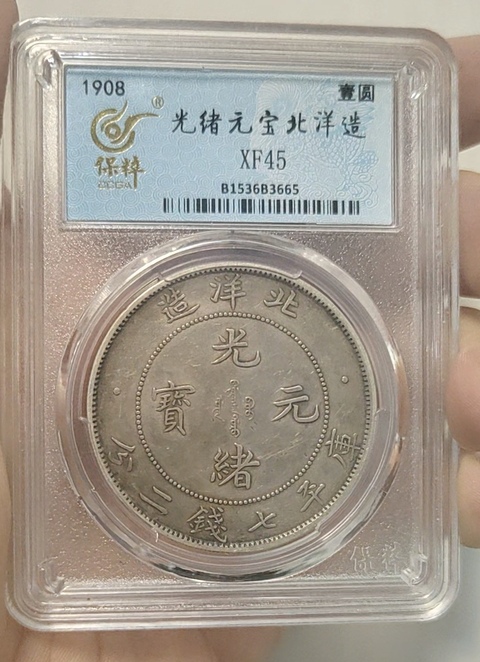 1908
壹圆
®
保粹
CCGA
光绪元宝北洋造
XF45
B1536B3665
造洋北
光緒元寶
庫平七錢二分
保粹